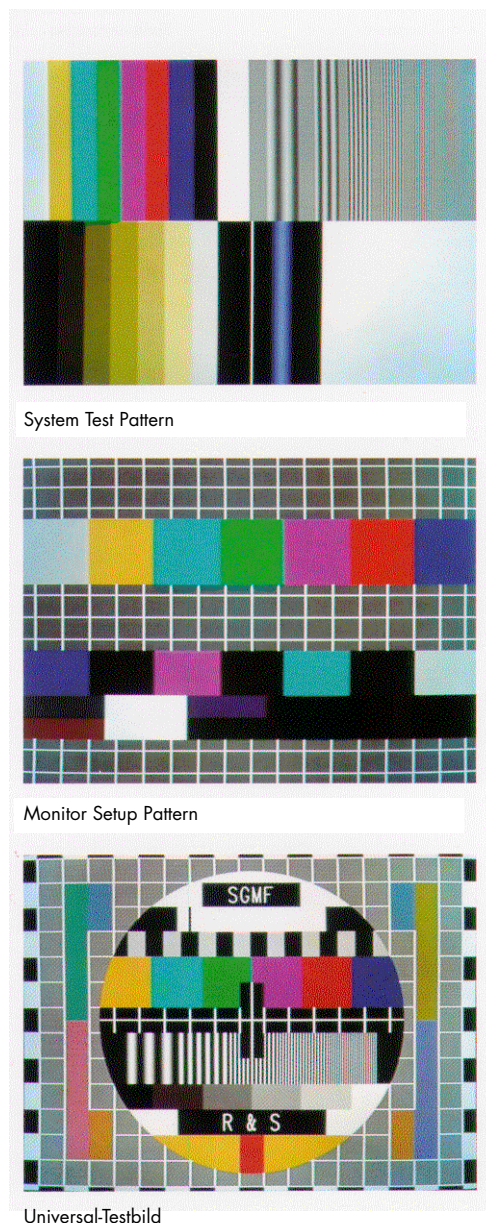 System Test Pattern
Monitor Setup Pattern
SGMF
R & S
Universal-Testbild